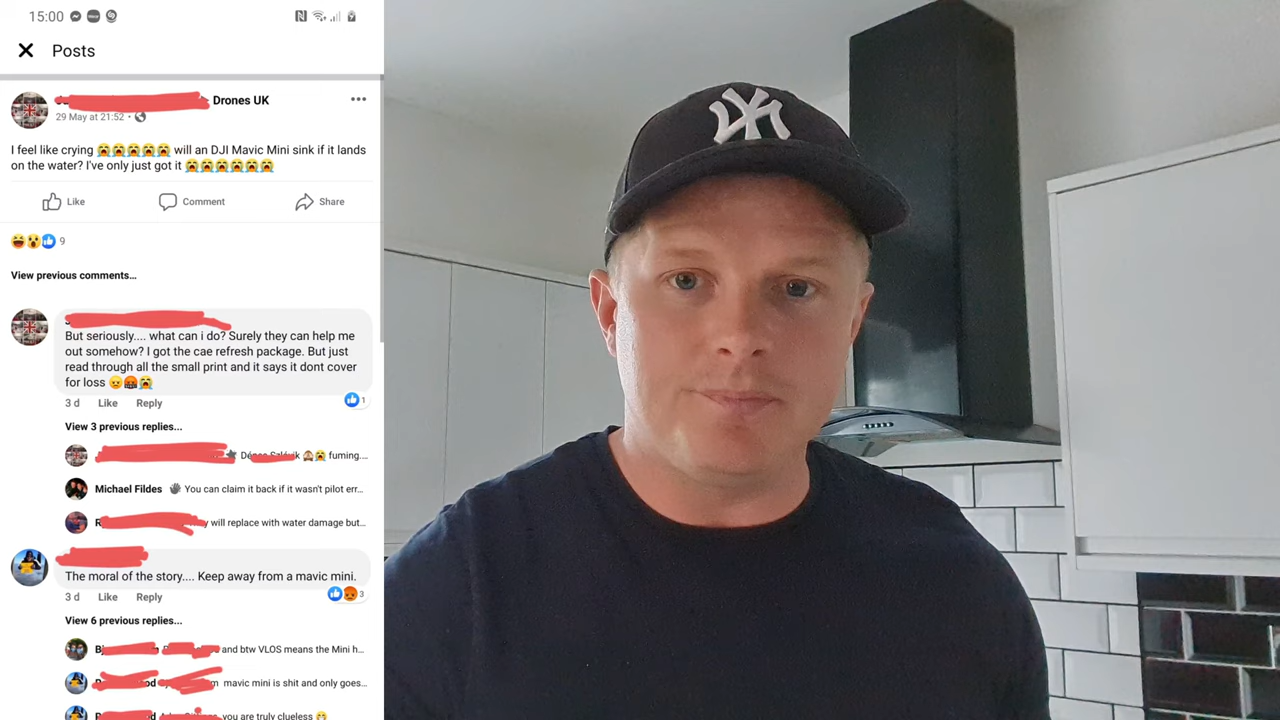 15:00
Posts
Drones UK
29 May at 21:52
I feel like crying 😭😭😭😭😭 will an DJI Mavic Mini sink if it lands
on the water? I've only just got it 😭😭😭😭😭😭
Like Comment Share
9
View previous comments...
But seriously.... what can i do? Surely they can help me
out somehow? I got the cae refresh package. But just
read through all the small print and it says it dont cover
for loss 😠🤬😭
3 d Like Reply 1
View 3 previous replies...
fuming....
Michael Fildes 👋 You can claim it back if it wasn't pilot err...
will replace with water damage but...
The moral of the story.... Keep away from a mavic mini.
3 d Like Reply 3
View 6 previous replies...
and btw VLOS means the Mini h...
mavic mini is shit and only goes...
you are truly clueless 😁
NY